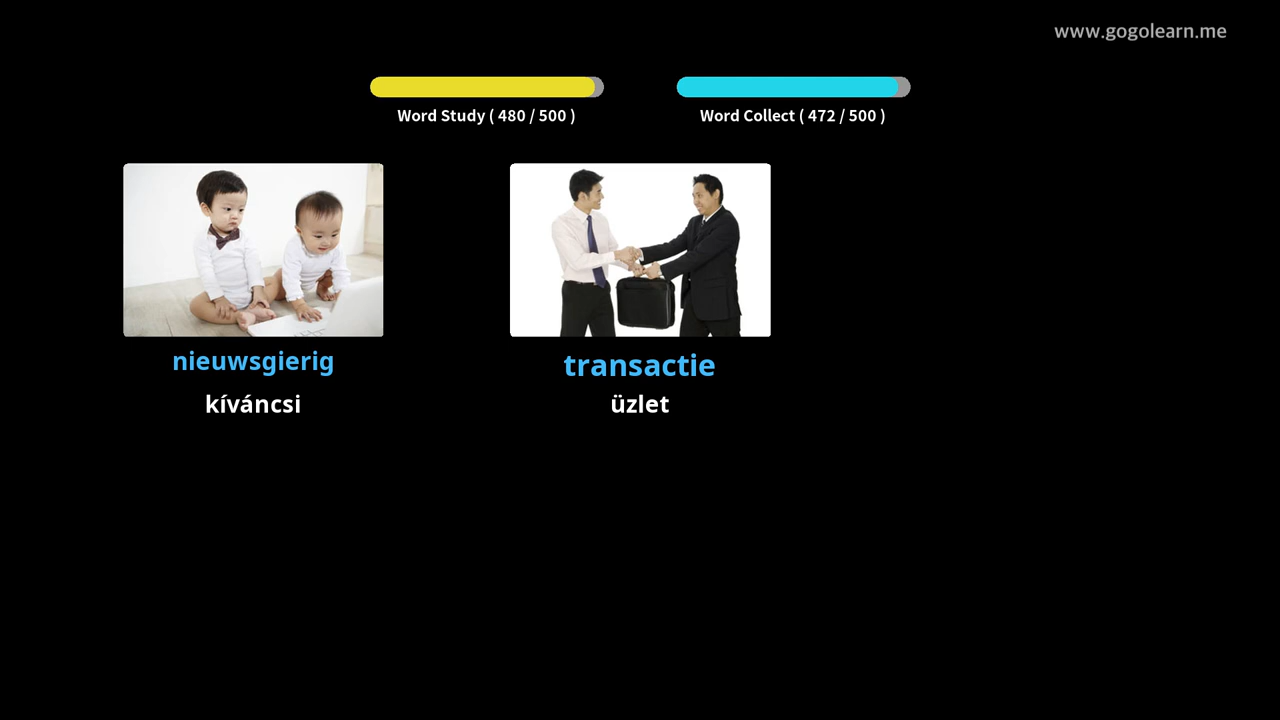 www.gogolearn.me
Word Study ( 480 / 500 )
Word Collect ( 472 / 500 )
nieuwsgierig
kíváncsi
transactie
üzlet